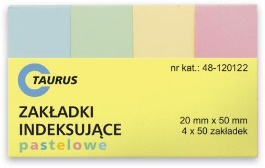 TAURUS
nr kat.: 48-120122
ZAKŁADKI
INDEKSUJĄCE
pastelowe
20 mm x 50 mm
4 x 50 zakładek